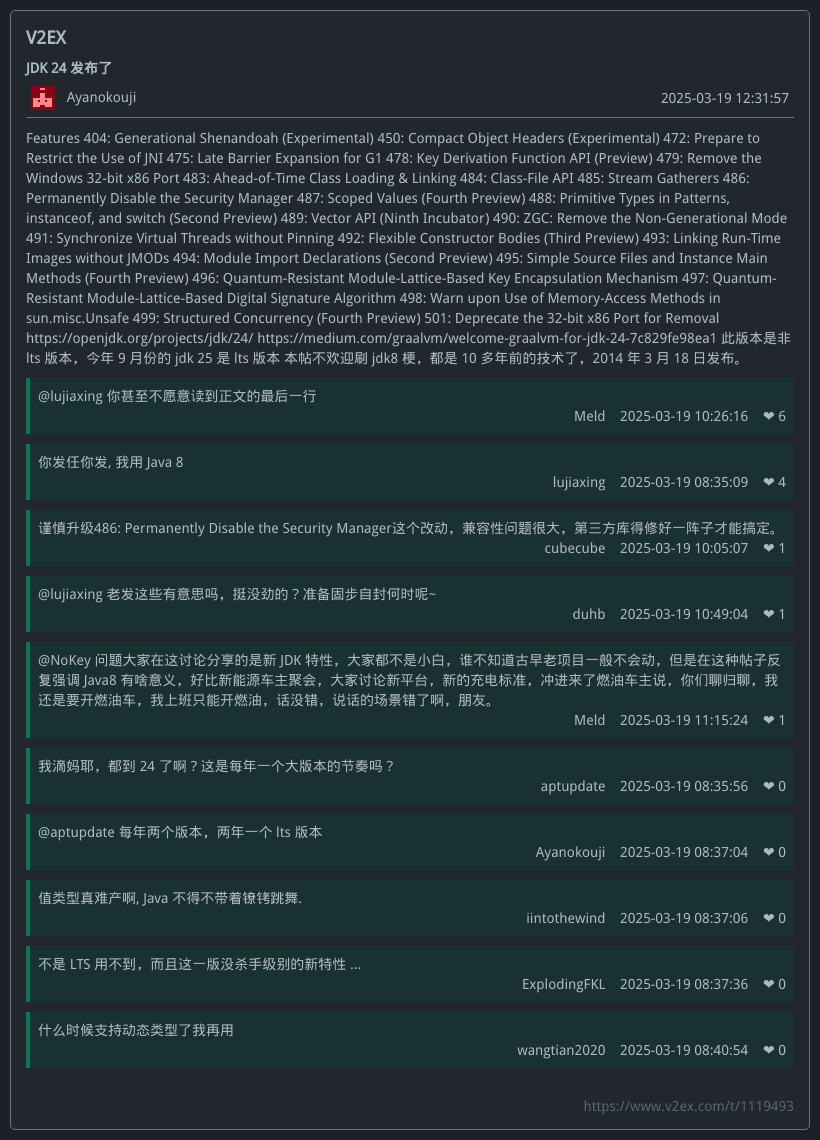 V2EX
JDK 24 发布了
Ayanokouji 2025-03-19 12:31:57
Features 404: Generational Shenandoah (Experimental) 450: Compact Object Headers (Experimental) 472: Prepare to
Restrict the Use of JNI 475: Late Barrier Expansion for G1 478: Key Derivation Function API (Preview) 479: Remove the
Windows 32-bit x86 Port 483: Ahead-of-Time Class Loading & Linking 484: Class-File API 485: Stream Gatherers 486:
Permanently Disable the Security Manager 487: Scoped Values (Fourth Preview) 488: Primitive Types in Patterns,
instanceof, and switch (Second Preview) 489: Vector API (Ninth Incubator) 490: ZGC: Remove the Non-Generational Mode
491: Synchronize Virtual Threads without Pinning 492: Flexible Constructor Bodies (Third Preview) 493: Linking Run-Time
Images without JMODs 494: Module Import Declarations (Second Preview) 495: Simple Source Files and Instance Main
Methods (Fourth Preview) 496: Quantum-Resistant Module-Lattice-Based Key Encapsulation Mechanism 497: Quantum-
Resistant Module-Lattice-Based Digital Signature Algorithm 498: Warn upon Use of Memory-Access Methods in
sun.misc.Unsafe 499: Structured Concurrency (Fourth Preview) 501: Deprecate the 32-bit x86 Port for Removal
https://openjdk.org/projects/jdk/24/ https://medium.com/graalvm/welcome-graalvm-for-jdk-24-7c829fe98ea1 此版本是非
lts 版本，今年 9 月份的 jdk 25 是 lts 版本 本帖不欢迎刷 jdk8 梗，都是 10 多年前的技术了，2014 年 3 月 18 日发布。
@lujiaxing 你甚至不愿意读到正文的最后一行
Meld 2025-03-19 10:26:16 ❤ 6
你发任你发, 我用 Java 8
lujiaxing 2025-03-19 08:35:09 ❤ 4
谨慎升级486: Permanently Disable the Security Manager这个改动，兼容性问题很大，第三方库得修好一阵子才能搞定。
cubecube 2025-03-19 10:05:07 ❤ 1
@lujiaxing 老发这些有意思吗，挺没劲的？准备固步自封何时呢~
duhb 2025-03-19 10:49:04 ❤ 1
@NoKey 问题大家在这讨论分享的是新 JDK 特性，大家都不是小白，谁不知道古早老项目一般不会动，但是在这种帖子反
复强调 Java8 有啥意义，好比新能源车主聚会，大家讨论新平台，新的充电标准，冲进来了燃油车主说，你们聊归聊，我
还是要开燃油车，我上班只能开燃油，话没错，说话的场景错了啊，朋友。
Meld 2025-03-19 11:15:24 ❤ 1
我滴妈耶，都到 24 了啊？这是每年一个大版本的节奏吗？
aptupdate 2025-03-19 08:35:56 ❤ 0
@aptupdate 每年两个版本，两年一个 lts 版本
Ayanokouji 2025-03-19 08:37:04 ❤ 0
值类型真难产啊, Java 不得不带着镣铐跳舞.
iintothewind 2025-03-19 08:37:06 ❤ 0
不是 LTS 用不到，而且这一版没杀手级别的新特性 ...
ExplodingFKL 2025-03-19 08:37:36 ❤ 0
什么时候支持动态类型了我再用
wangtian2020 2025-03-19 08:40:54 ❤ 0
https://www.v2ex.com/t/1119493